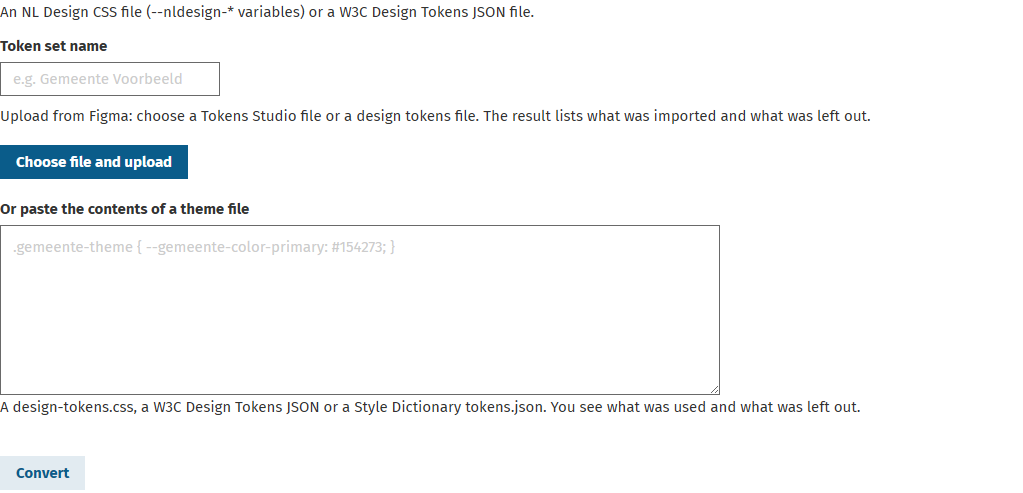 An NL Design CSS file (--nldesign-* variables) or a W3C Design Tokens JSON file.
Token set name
e.g. Gemeente Voorbeeld
Upload from Figma: choose a Tokens Studio file or a design tokens file. The result lists what was imported and what was left out.
Choose file and upload
Or paste the contents of a theme file
.gemeente-theme { --gemeente-color-primary: #154273; }
A design-tokens.css, a W3C Design Tokens JSON or a Style Dictionary tokens.json. You see what was used and what was left out.
Convert